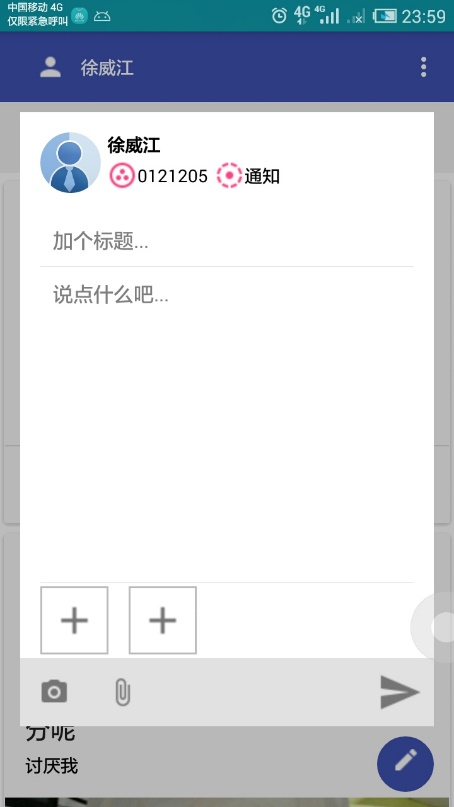 中国移动 4G
仅限紧急呼叫
4G 4G 23:59
徐威江
徐威江
0121205 通知
加个标题...
说点什么吧...
分呢
讨厌我